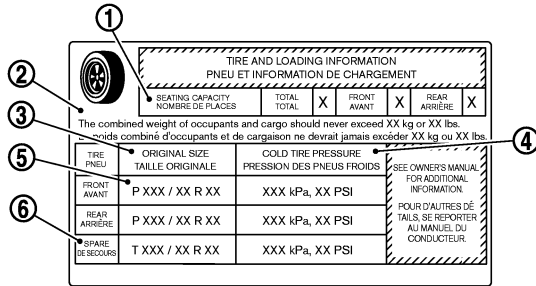 ①
TIRE AND LOADING INFORMATION
PNEU ET INFORMATION DE CHARGEMENT
②
SEATING CAPACITY
NOMBRE DE PLACES
TOTAL
TOTAL
X
FRONT
AVANT
X
REAR
ARRIÈRE
X
③
The combined weight of occupants and cargo should never exceed XX kg or XX lbs.
poids combiné d'occupants et de cargaison ne devrait jamais excéder XX kg ou XX lbs.
④
TIRE
PNEU
ORIGINAL SIZE
TAILLE ORIGINALE
COLD TIRE PRESSURE
PRESSION DES PNEUS FROIDS
SEE OWNER'S MANUAL
FOR ADDITIONAL
INFORMATION.
POUR D'AUTRES DÉ
TAILS, SE REPORTER
AU MANUEL DU
CONDUCTEUR.
⑤
FRONT
AVANT
P XXX / XX R XX
XXX kPa, XX PSI
⑥
REAR
ARRIÈRE
P XXX / XX R XX
XXX kPa, XX PSI
SPARE
DE SECOURS
T XXX / XX R XX
XXX kPa, XX PSI